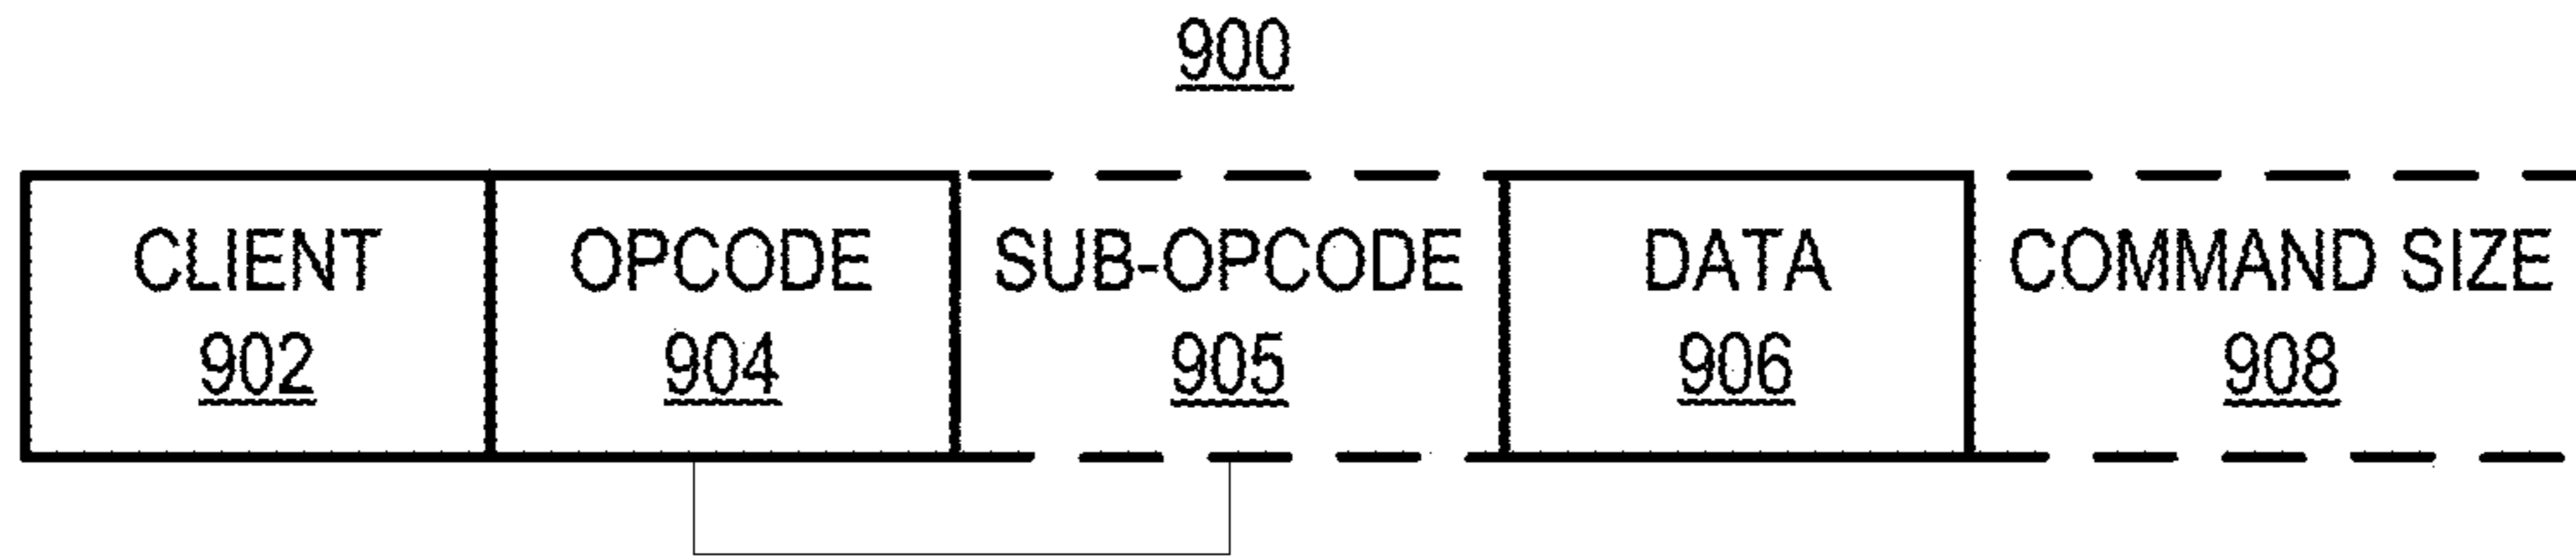 900
CLIENT OPCODE SUB-OPCODE DATA COMMAND SIZE
902 904 905 906 908